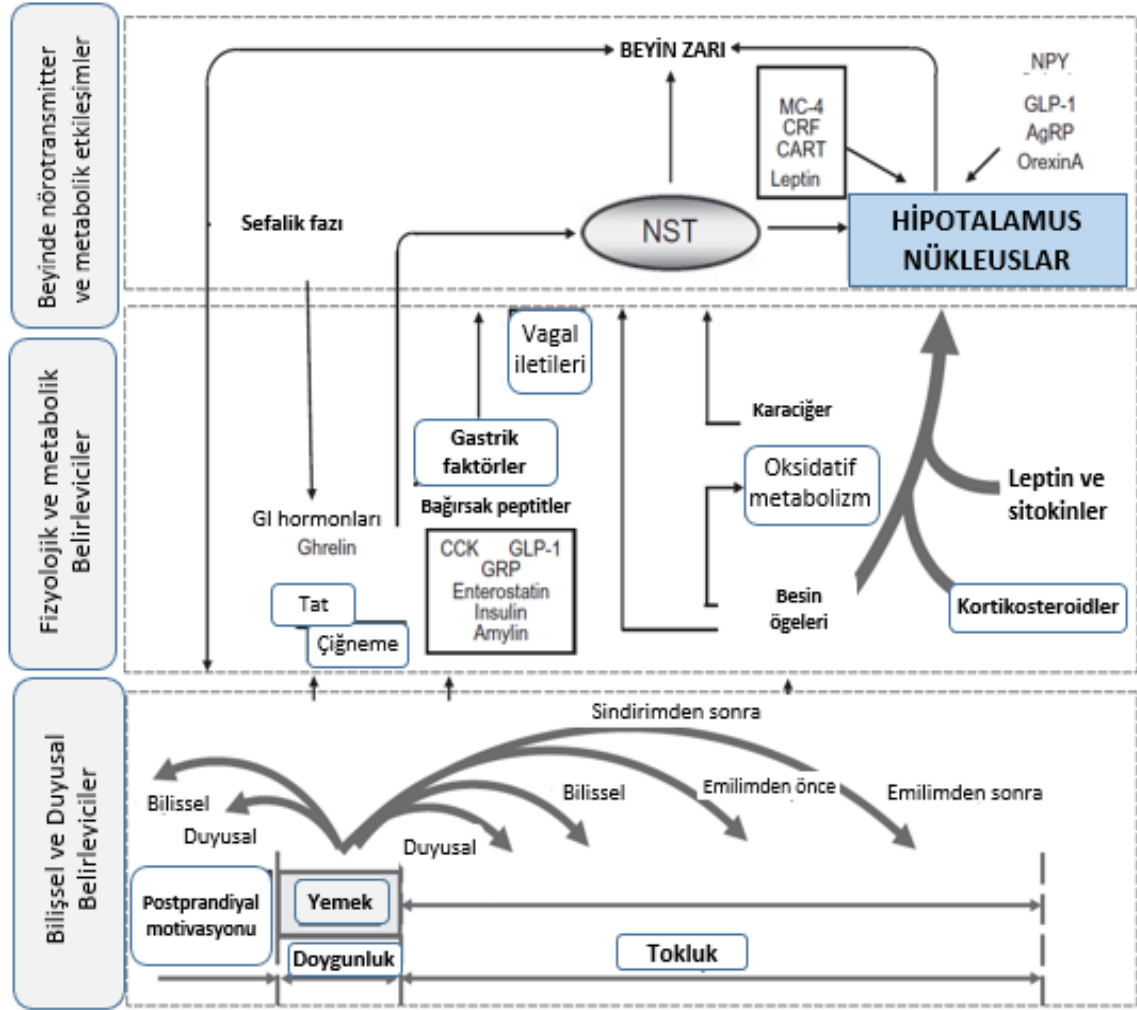 Beyinde nörotransmitter
ve metabolik etkileşimler
BEYİN ZARI
NPY
MC-4
CRF
CART
Leptin
GLP-1
AgRP
OrexinA
Sefalik fazı
NST
HİPOTALAMUS
NÜKLEUSLAR
Fizyolojik ve metabolik
Belirleyiciler
Vagal
iletileri
Gastrik
faktörler
Karaciğer
Oksidatif
metabolizm
Leptin ve
sitokinler
GI hormonları
Ghrelin
Bağırsak peptitler
CCK GLP-1
GRP
Enterostatin
Insulin
Amylin
Tat
Çiğneme
Besin
ögeleri
Kortikosteroidler
Bilişsel ve Duyusal
Belirleyiciler
Sindirimden sonra
Bilissel
Duyusal
Duyusal
Bilissel
Emilimden önce
Emilimden sonra
Postprandiyal
motivasyonu
Yemek
Doygunluk
Tokluk